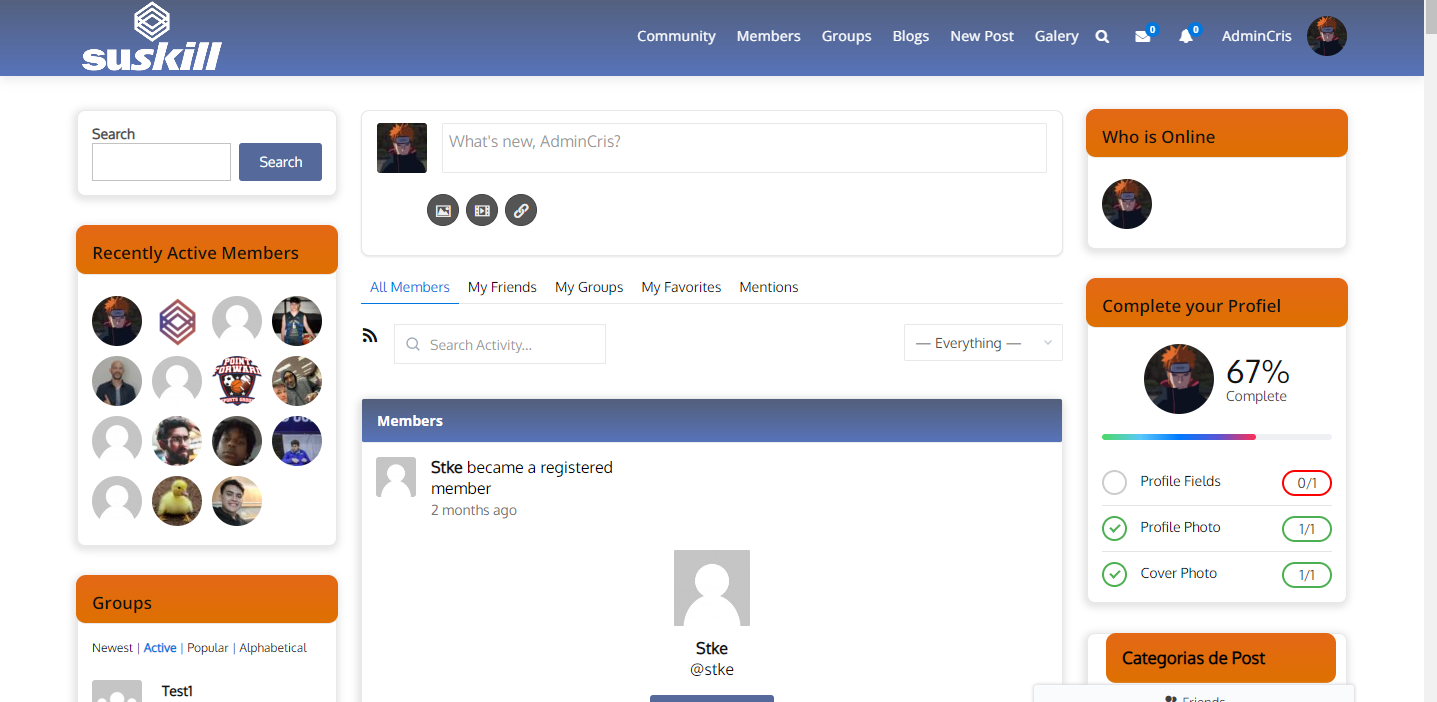 suskill
Community Members Groups Blogs New Post Galery 0 0 AdminCris
Search
Search
Recently Active Members
POINT
FORWARD
Groups
Newest | Active | Popular | Alphabetical
Test1
What's new, AdminCris?
All Members My Friends My Groups My Favorites Mentions
Search Activity...
— Everything —
Members
Stke became a registered
member
2 months ago
Stke
@stke
Who is Online
Complete your Profiel
67%
Complete
Profile Fields 0/1
Profile Photo 1/1
Cover Photo 1/1
Categorias de Post
Friends